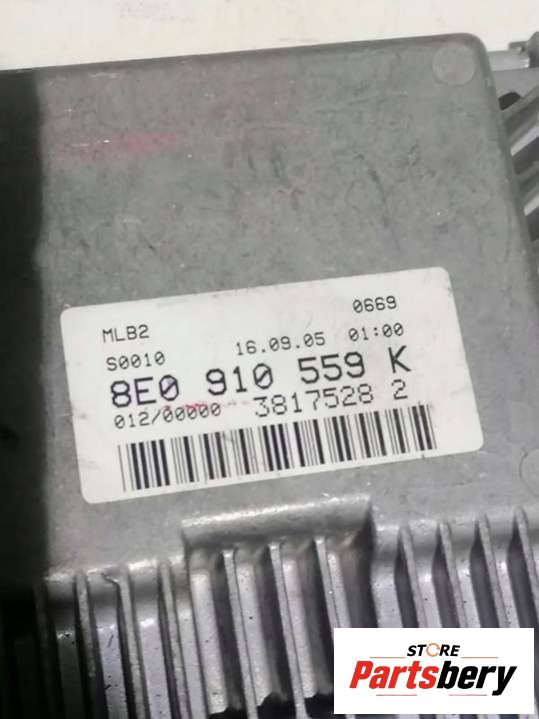 MLB2 0669
S0010 16.09.05 01:00
8E0 910 559 K
012/00000 3817528 2
STORE
Partsbery